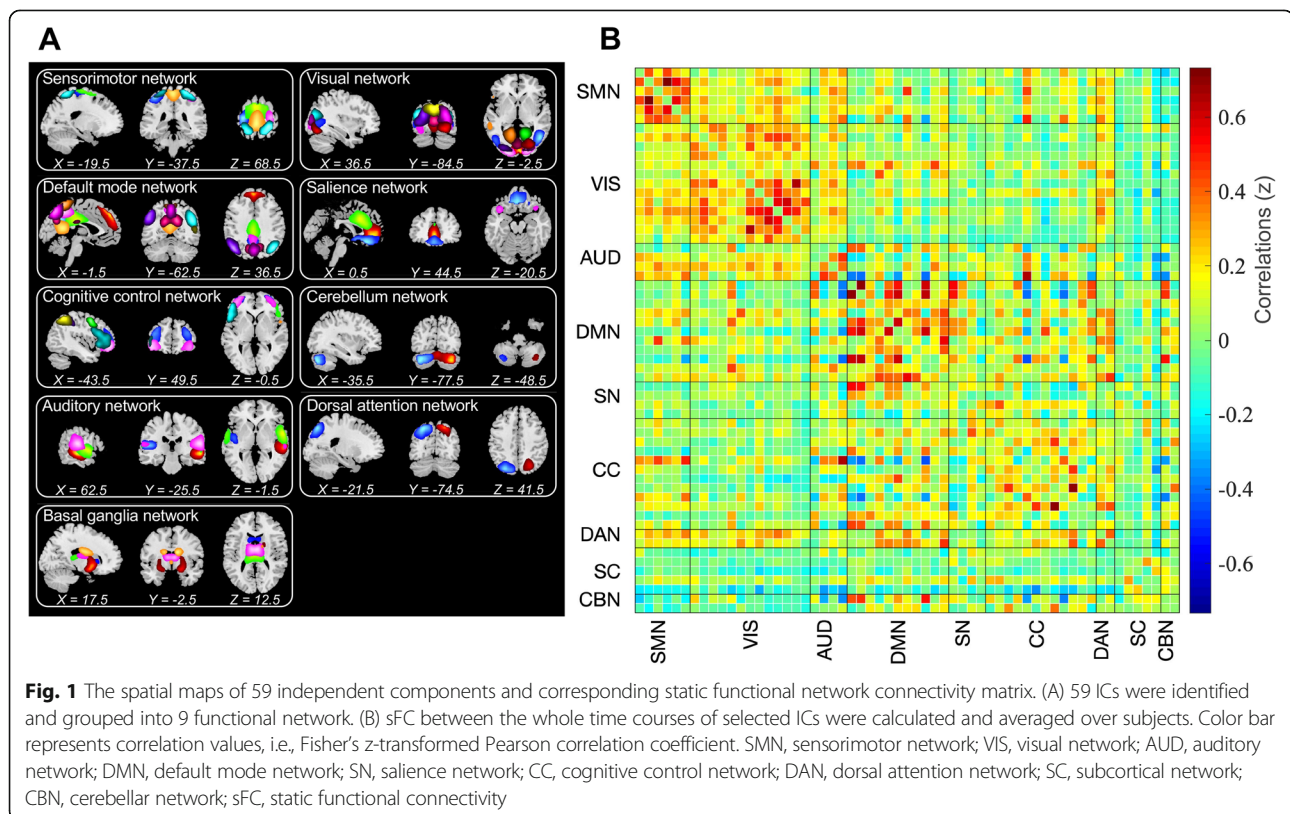 A
Sensorimotor network
X = -19.5 Y = -37.5 Z = 68.5
Visual network
X = 36.5 Y = -84.5 Z = -2.5
Default mode network
X = -1.5 Y = -62.5 Z = 36.5
Salience network
X = 0.5 Y = 44.5 Z = -20.5
Cognitive control network
X = -43.5 Y = 49.5 Z = -0.5
Cerebellum network
X = -35.5 Y = -77.5 Z = -48.5
Auditory network
X = 62.5 Y = -25.5 Z = -1.5
Dorsal attention network
X = -21.5 Y = -74.5 Z = 41.5
Basal ganglia network
X = 17.5 Y = -2.5 Z = 12.5
B
SMN
VIS
AUD
DMN
SN
CC
DAN
SC
CBN
SMN VIS AUD DMN SN CC DAN SC CBN
0.6
0.4
0.2
0
-0.2
-0.4
-0.6
Correlations (z)
Fig. 1 The spatial maps of 59 independent components and corresponding static functional network connectivity matrix. (A) 59 ICs were identified
and grouped into 9 functional network. (B) sFC between the whole time courses of selected ICs were calculated and averaged over subjects. Color bar
represents correlation values, i.e., Fisher's z-transformed Pearson correlation coefficient. SMN, sensorimotor network; VIS, visual network; AUD, auditory
network; DMN, default mode network; SN, salience network; CC, cognitive control network; DAN, dorsal attention network; SC, subcortical network;
CBN, cerebellar network; sFC, static functional connectivity